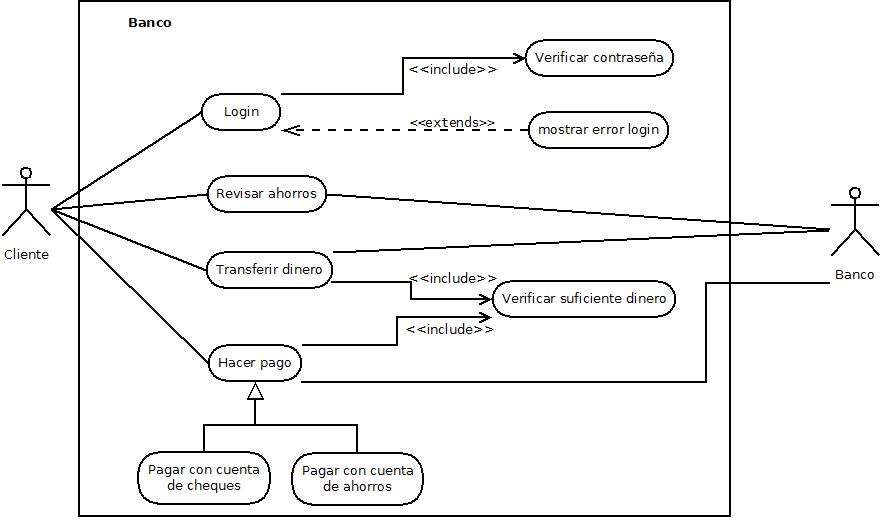 Banco
Verificar contraseña
<<include>>
Login
<<extends>>
mostrar error login
Revisar ahorros
Cliente
Banco
Transferir dinero
<<include>>
Verificar suficiente dinero
<<include>>
Hacer pago
Pagar con cuenta
de cheques
Pagar con cuenta
de ahorros